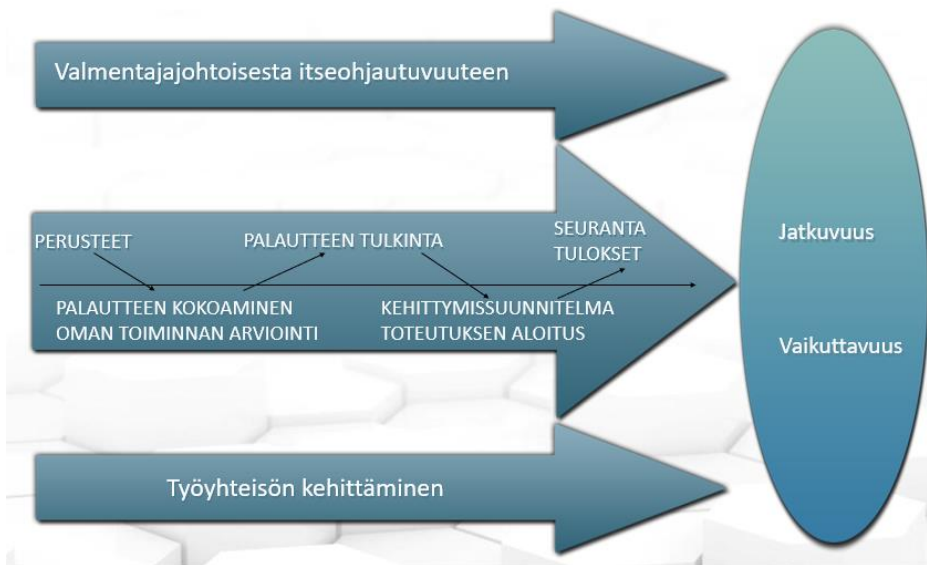 Valmentajajohtoisesta itseohjautuvuuteen
PERUSTEET
PALAUTTEEN TULKINTA
SEURANTA
TULOKSET
PALAUTTEEN KOKOAMINEN
OMAN TOIMINNAN ARVIOINTI
KEHITTYMISSUUNNITELMA
TOTEUTUKSEN ALOITUS
Työyhteisön kehittäminen
Jatkuvuus
Vaikuttavuus